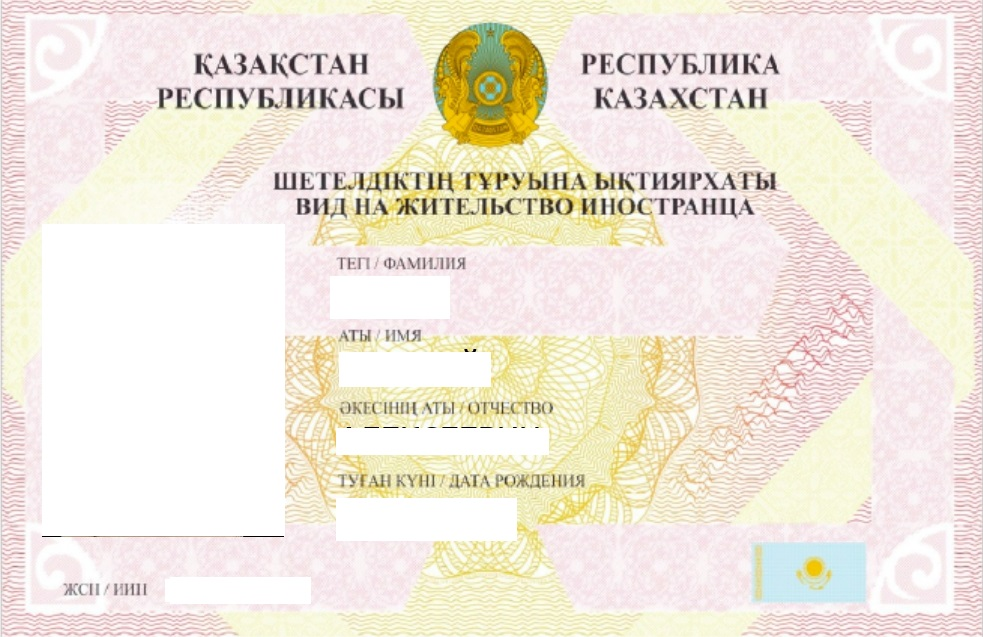 ҚАЗАҚСТАН
РЕСПУБЛИКАСЫ
РЕСПУБЛИКА
КАЗАХСТАН
ШЕТЕЛДІКТІҢ ТҰРУЫНА ЫҚТИЯРХАТЫ
ВИД НА ЖИТЕЛЬСТВО ИНОСТРАНЦА
ТЕГІ / ФАМИЛИЯ
АТЫ / ИМЯ
ӘКЕСІНІҢ АТЫ / ОТЧЕСТВО
ТУҒАН КҮНІ / ДАТА РОЖДЕНИЯ
ЖСН / ИИН